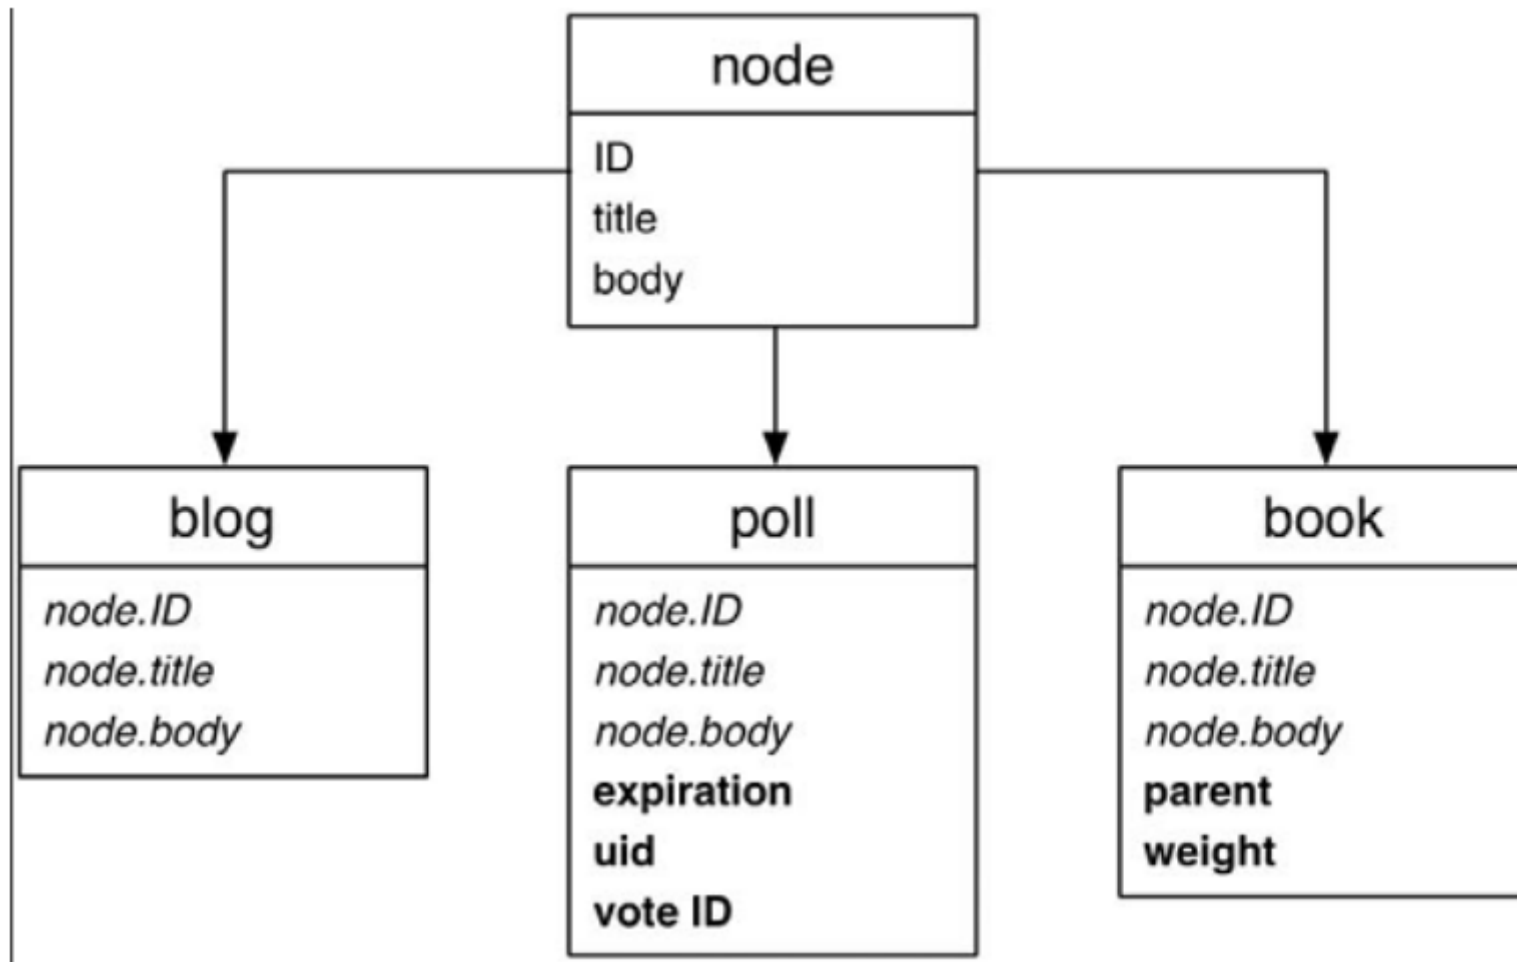 node
ID
title
body
blog
node.ID
node.title
node.body
poll
node.ID
node.title
node.body
expiration
uid
vote ID
book
node.ID
node.title
node.body
parent
weight